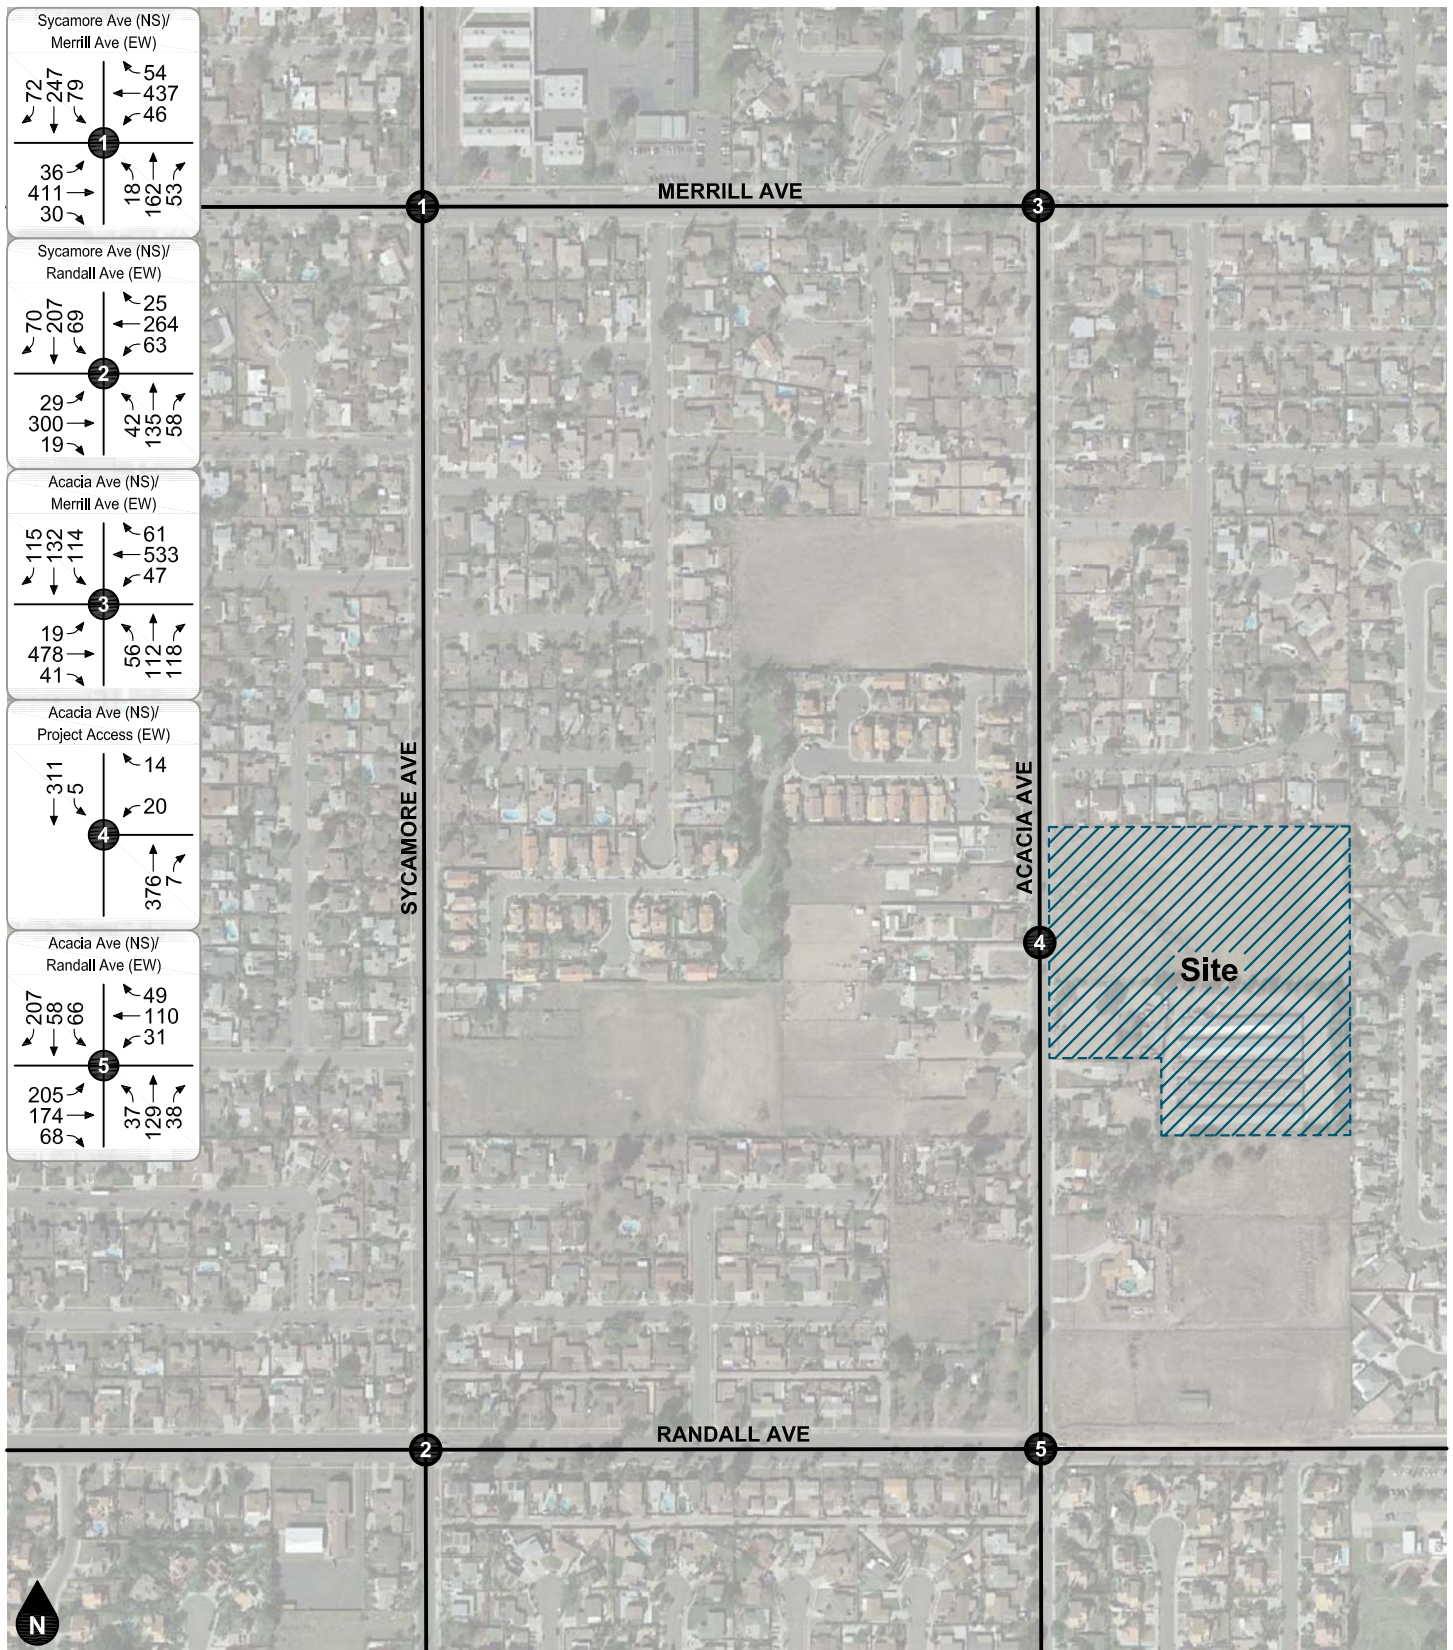 Sycamore Ave (NS)/
Merrill Ave (EW)
72 247 79
54
437
46
1
36
411
30
18 162 53
Sycamore Ave (NS)/
Randall Ave (EW)
70 207 69
25
264
63
2
29
300
19
42 135 58
Acacia Ave (NS)/
Merrill Ave (EW)
115 132 114
61
533
47
3
19
478
41
56 112 118
Acacia Ave (NS)/
Project Access (EW)
311 5
14
20
4
376 7
Acacia Ave (NS)/
Randall Ave (EW)
207 58 66
49
110
31
5
205
174
68
37 129 38
MERRILL AVE
1
3
SYCAMORE AVE
ACACIA AVE
4
Site
RANDALL AVE
2
5
N